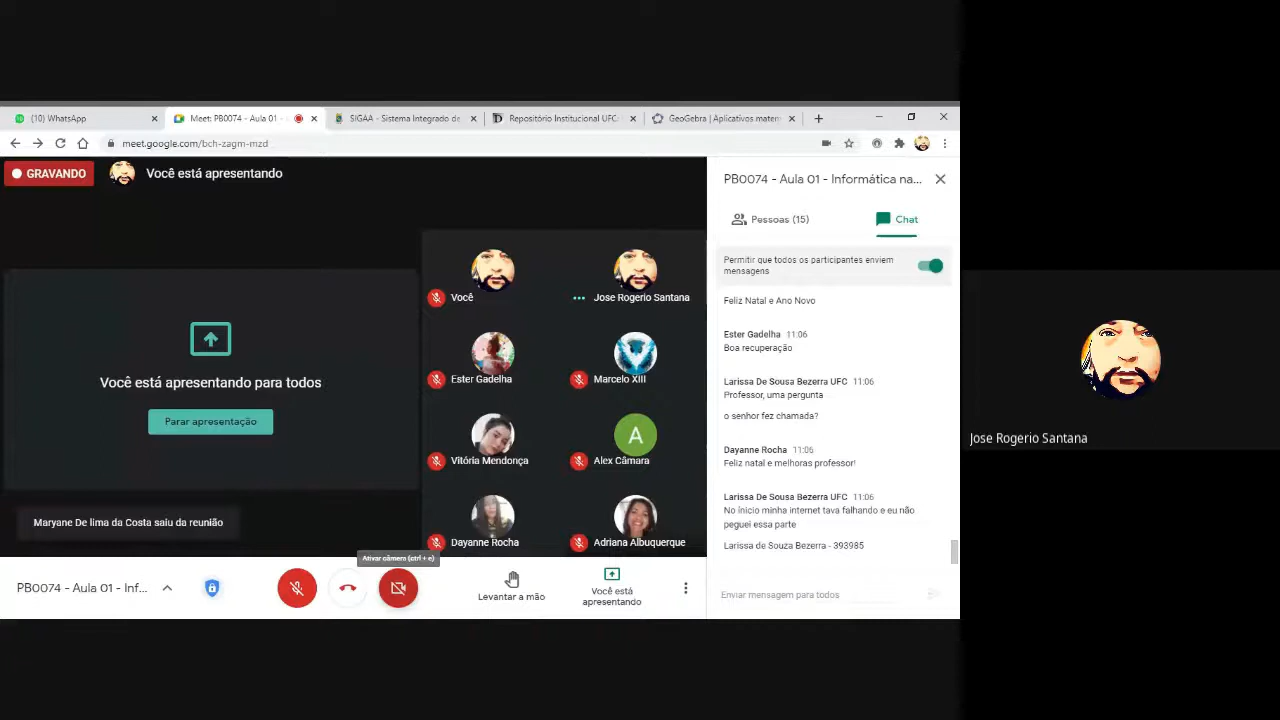 (10) WhatsApp
Meet: PB0074 - Aula 01 -
SIGAA - Sistema Integrado de
Repositório Institucional UFC:
GeoGebra | Aplicativos matem
meet.google.com/bch-zagm-mzd
GRAVANDO
Você está apresentando
PB0074 - Aula 01 - Informática na...
Pessoas (15)
Chat
Permitir que todos os participantes enviem
mensagens
Você está apresentando para todos
Parar apresentação
Maryane De lima da Costa saiu da reunião
Você
Jose Rogerio Santana
Ester Gadelha
Marcelo XIII
Vitória Mendonça
A
Alex Câmara
Dayanne Rocha
Adriana Albuquerque
Feliz Natal e Ano Novo
Ester Gadelha 11:06
Boa recuperação
Larissa De Sousa Bezerra UFC 11:06
Professor, uma pergunta
o senhor fez chamada?
Dayanne Rocha 11:06
Feliz natal e melhoras professor!
Larissa De Sousa Bezerra UFC 11:06
No ínicio minha internet tava falhando e eu não
peguei essa parte
Larissa de Souza Bezerra - 393985
Enviar mensagem para todos
Ativar câmera (ctrl + e)
PB0074 - Aula 01 - Inf...
Levantar a mão
Você está
apresentando
Jose Rogerio Santana